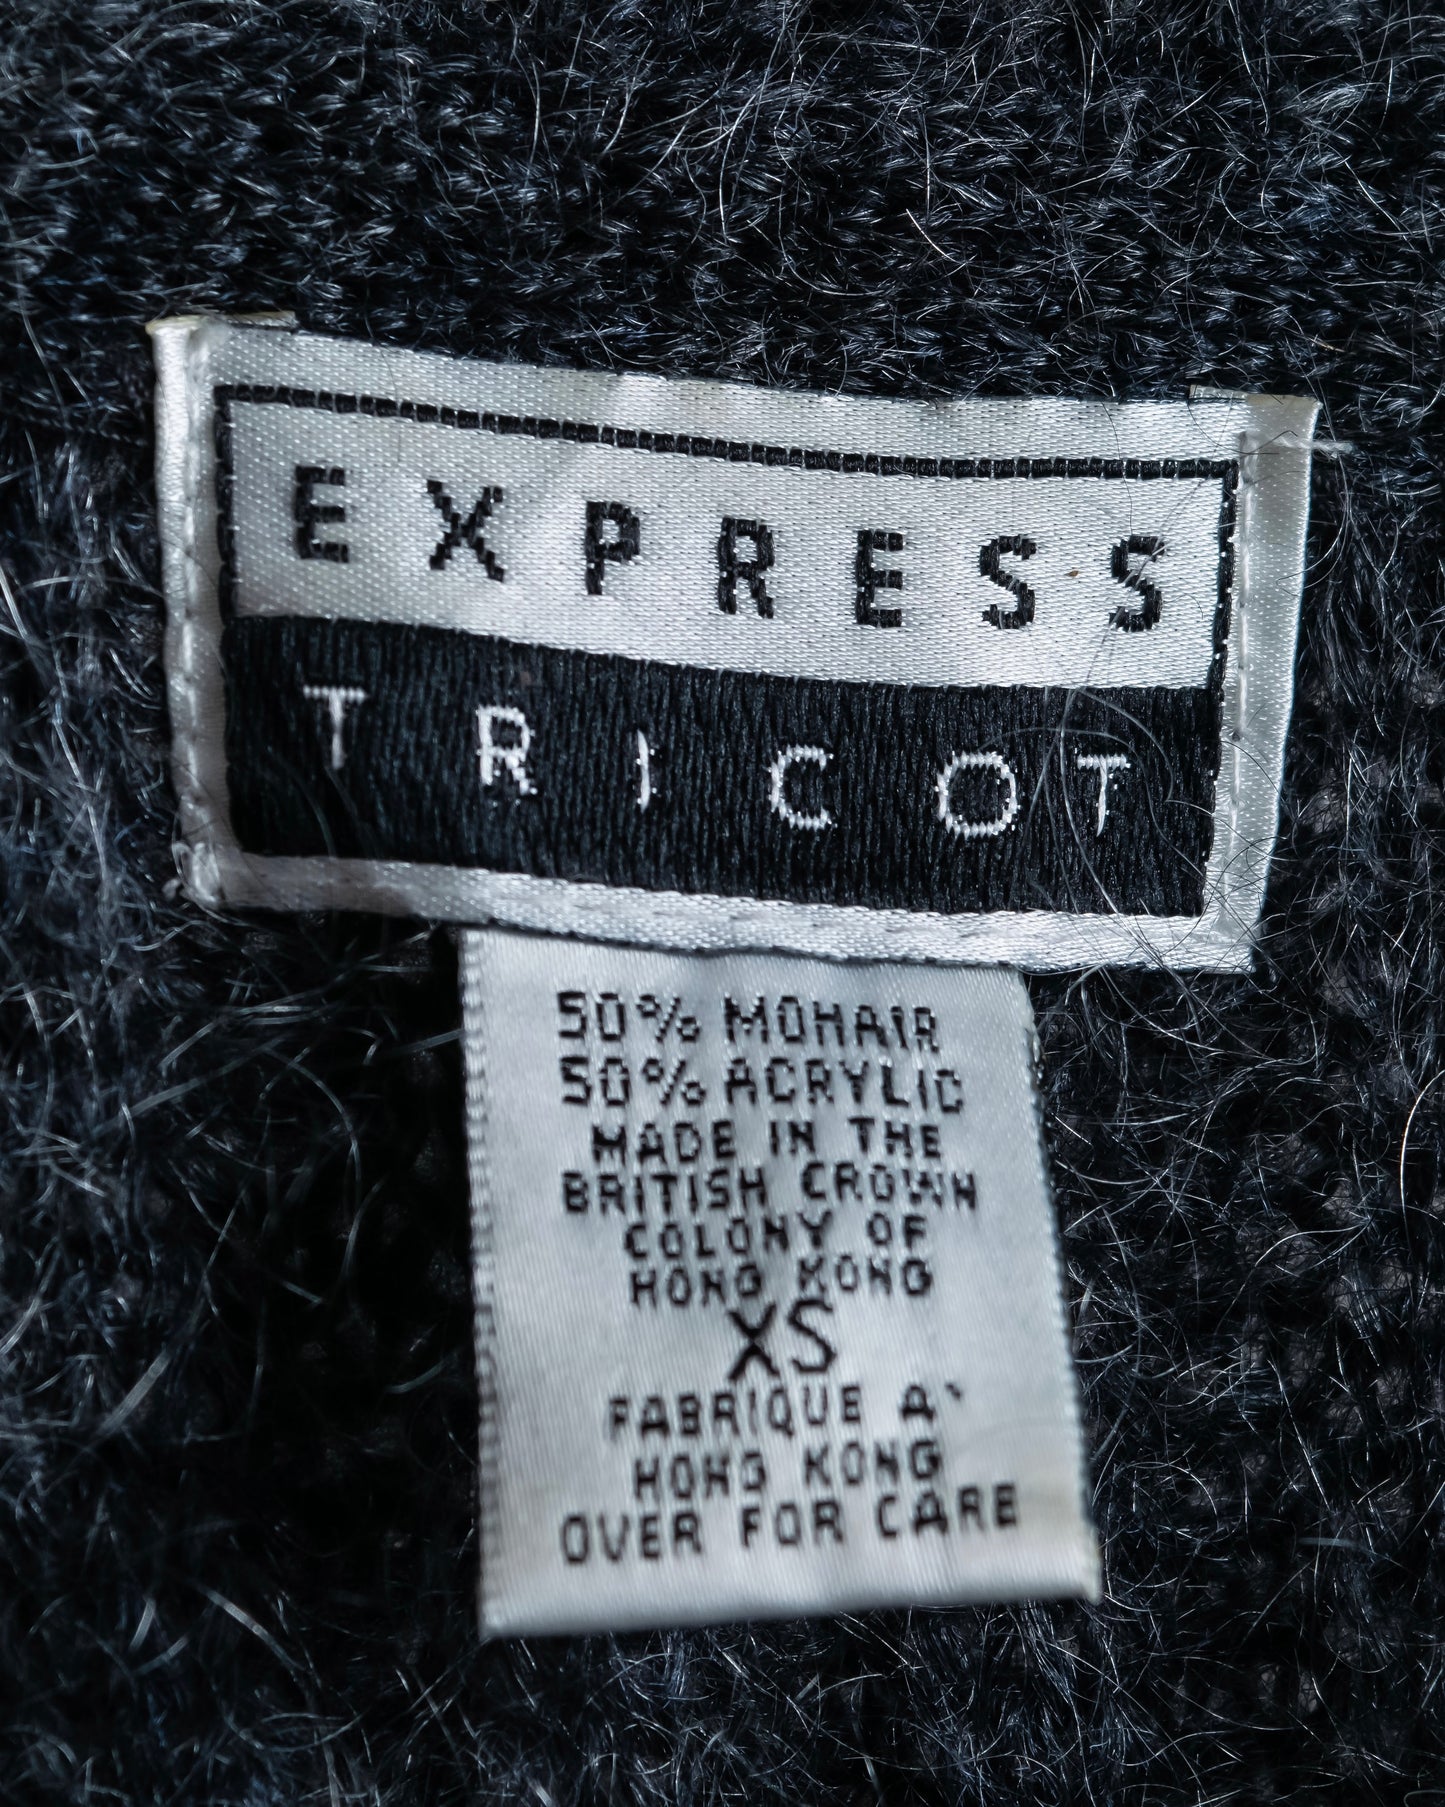 EXPRESS
TRICOT
50% MOHAIR
50% ACRYLIC
MADE IN THE
BRITISH CROWN
COLONY OF
HONG KONG
XS
FABRIQUE A`
HONG KONG
OVER FOR CARE